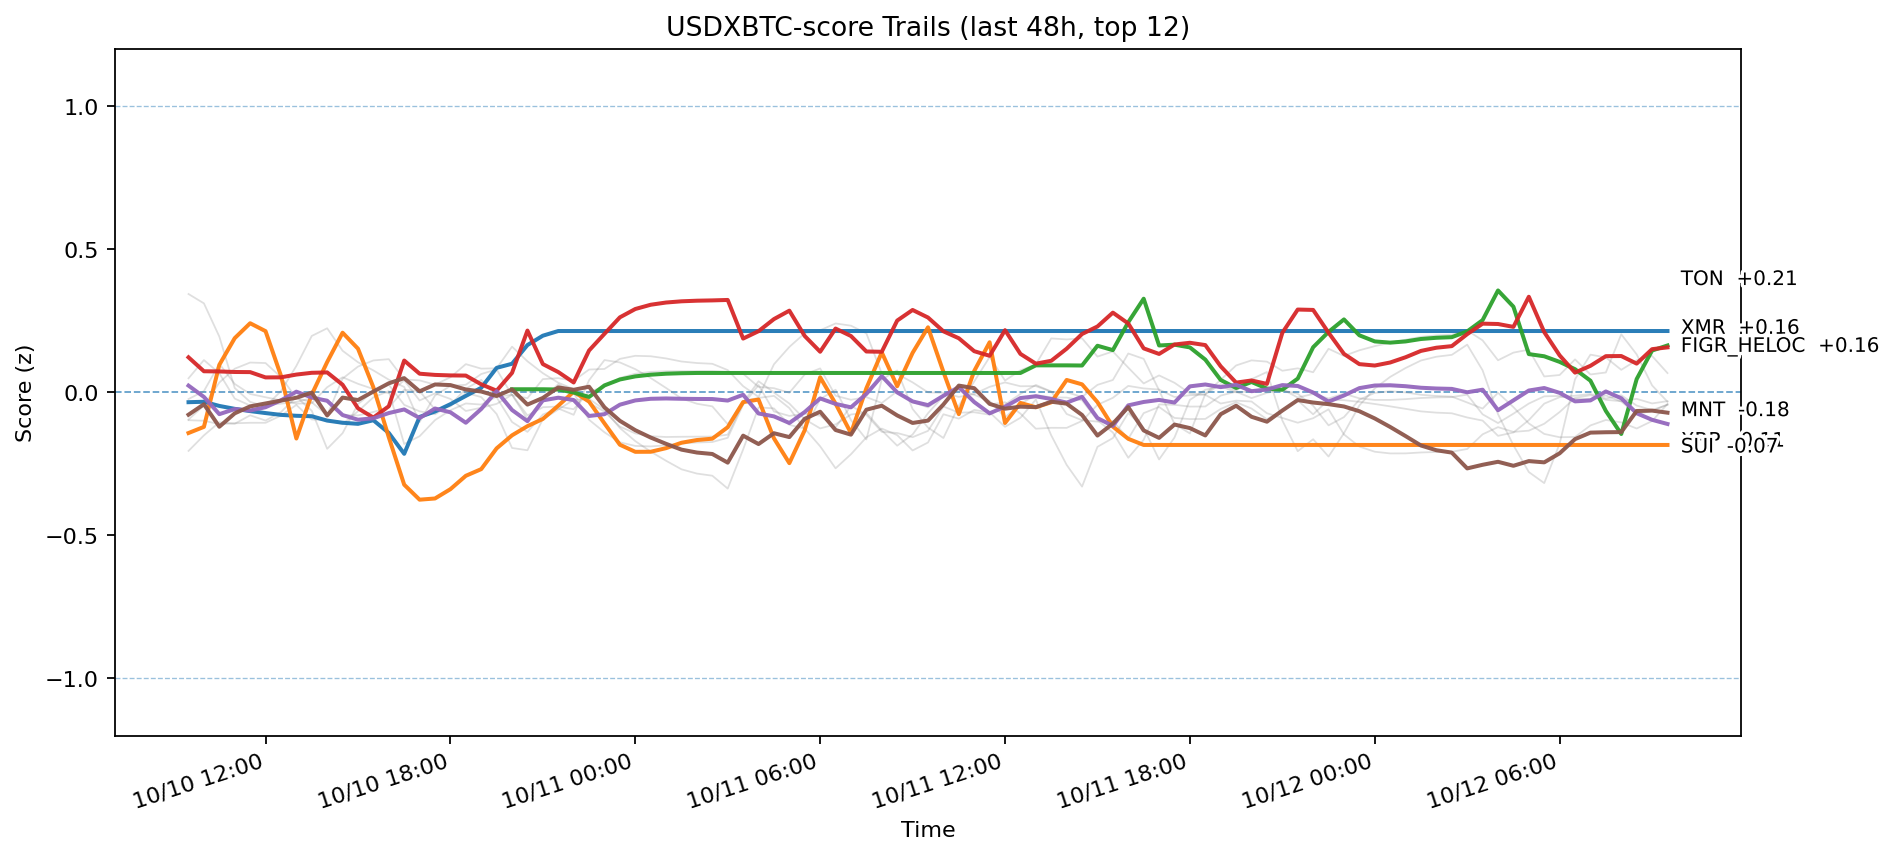 USDXBTC-score Trails (last 48h, top 12)
Score (z)
1.0
0.5
0.0
−0.5
−1.0
TON +0.21
XMR +0.16
FIGR_HELOC +0.16
MNT -0.18
SUI -0.07
10/10 12:00
10/10 18:00
10/11 00:00
10/11 06:00
10/11 12:00
10/11 18:00
10/12 00:00
10/12 06:00
Time